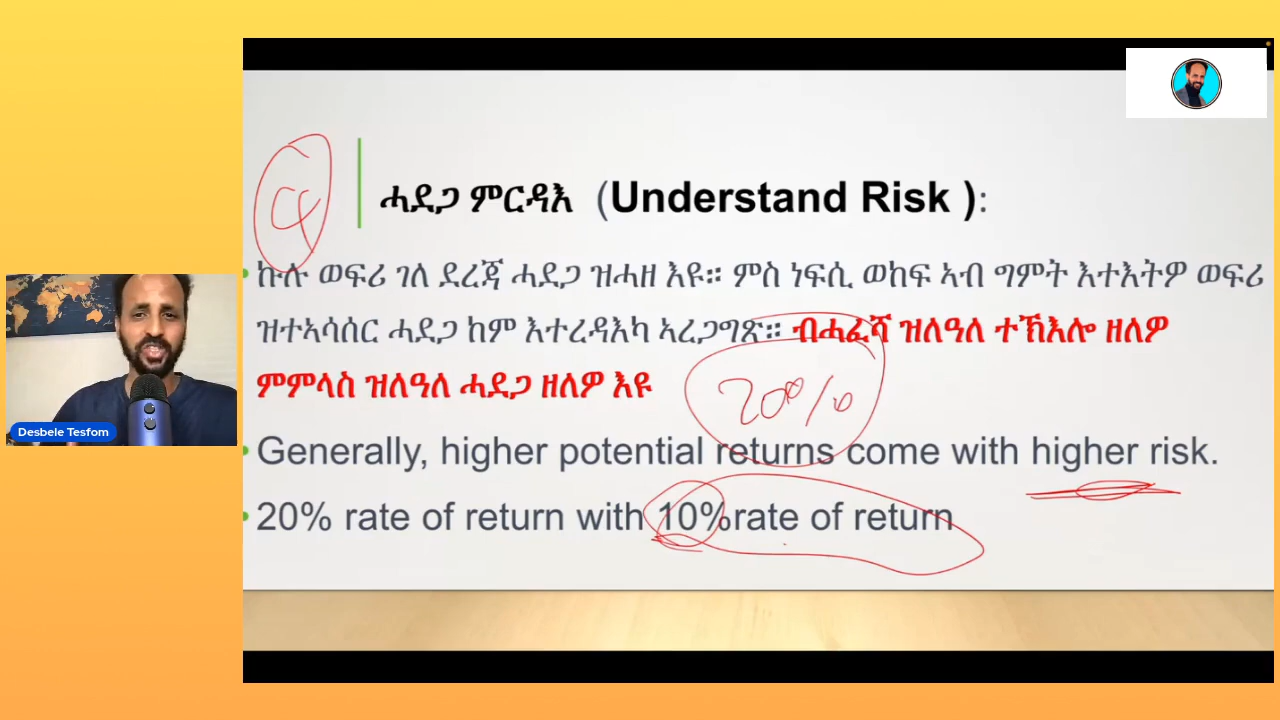 4
ሓደጋ ምርዳእ (Understand Risk ):
ኩሉ ወፍሪ ገለ ደረጃ ሓደጋ ዝሓዘ እዩ። ምስ ነፍሲ ወከፍ ኣብ ግምት እተእትዎ ወፍሪ
ዝተኣሳሰር ሓደጋ ከም እተረዳእካ ኣረጋግጽ። ብሓፈሻ ዝለዓለ ተኽእሎ ዘለዎ
ምምላስ ዝለዓለ ሓደጋ ዘለዎ እዩ
20%
Generally, higher potential returns come with higher risk.
20% rate of return with 10%rate of return
Desbele Tesfom